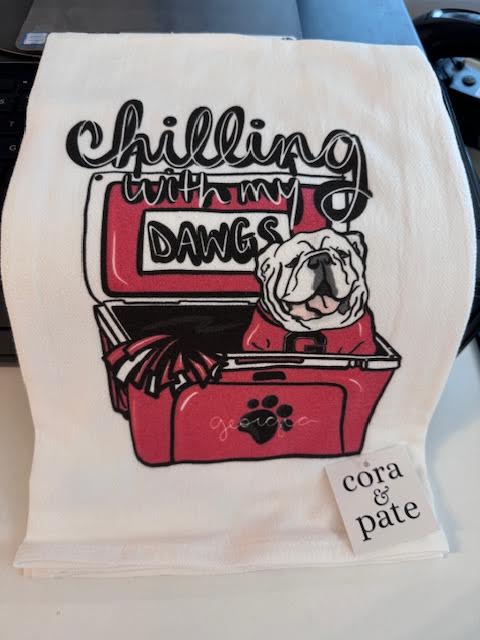 chilling
with my
DAWGS
G
georgia
cora
&
pate